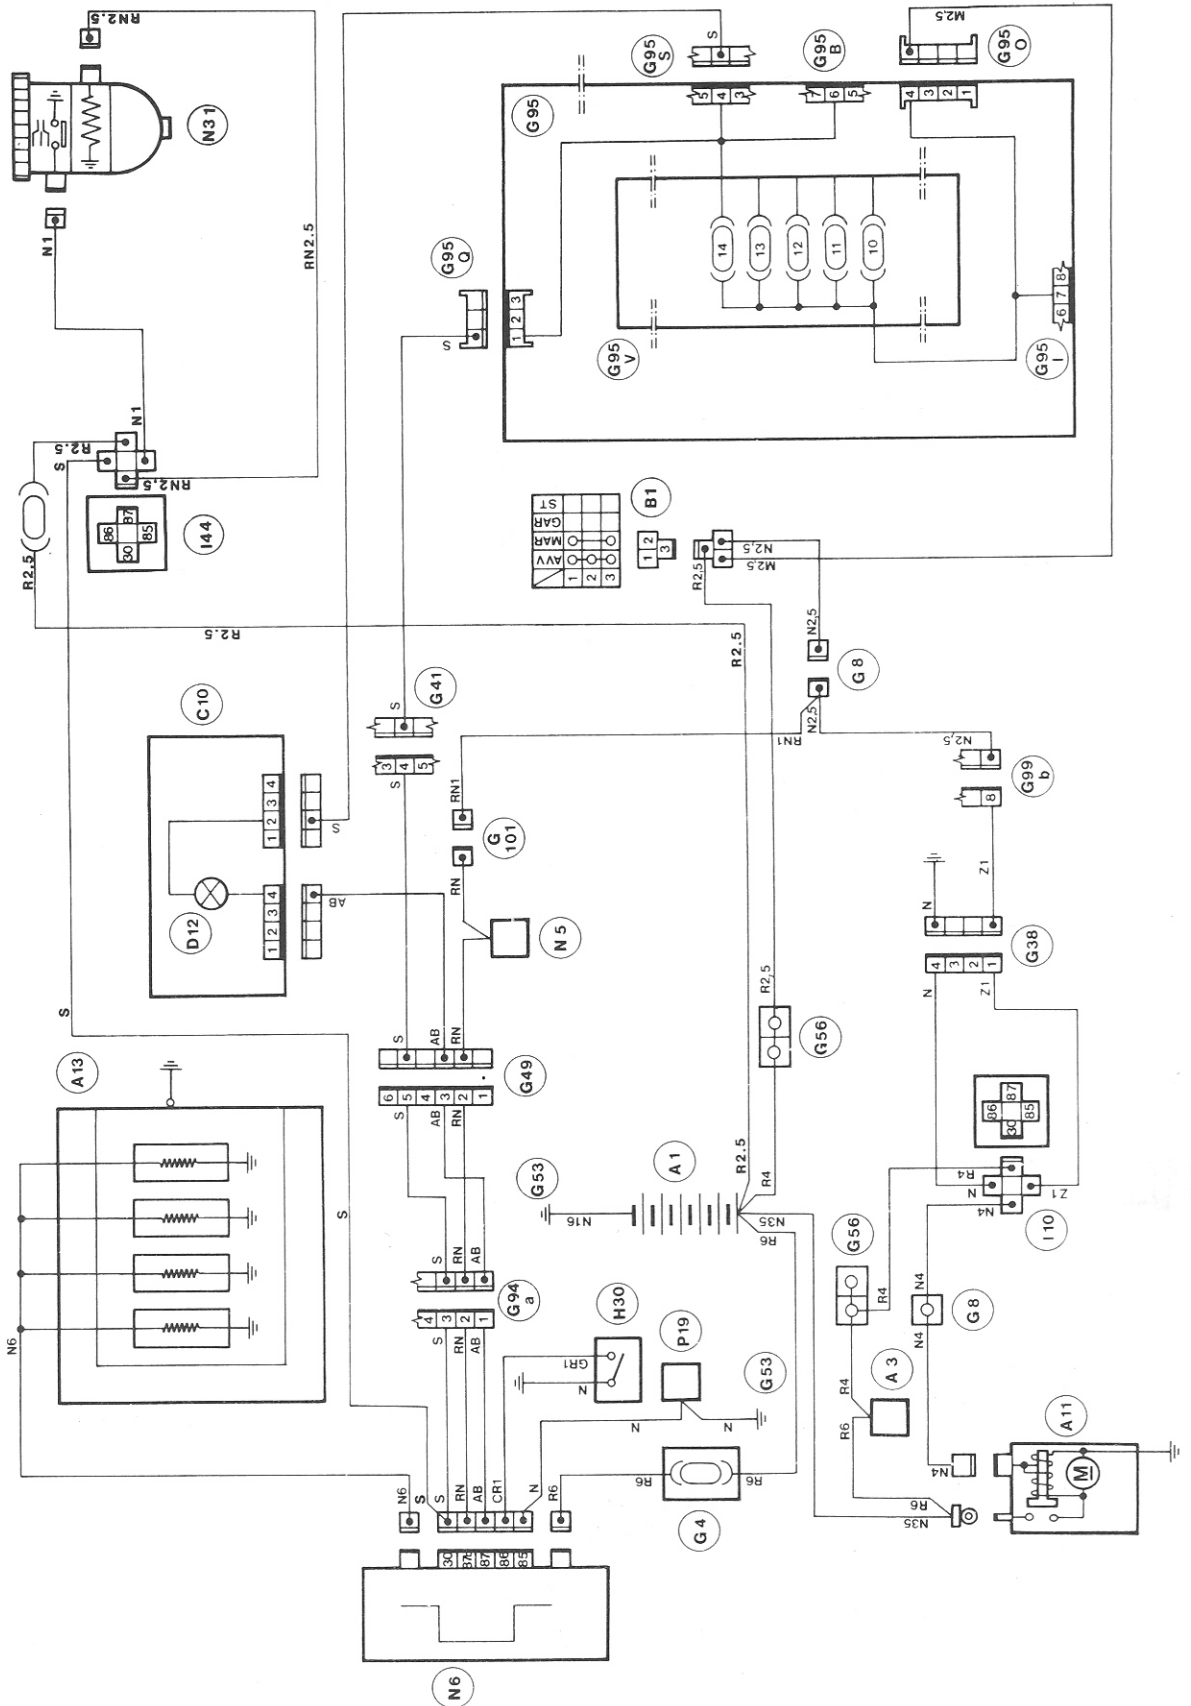 RN2.5
N31
N1
RN2.5
N1
R2.5
S
RN2,5
R2.5
86
87
30
85
I44
R2.5
S
G95
S
G95
B
M2.5
G95
O
5
4
3
7
6
5
4
3
2
1
G95
G95
Q
S
3
2
1
14
13
12
11
10
G95
V
G95
I
6
7
8
C10
D12
1
2
3
4
1
2
3
4
S
AB
ST
GAR
MAR
AVV
1
2
3
B1
1
2
3
R2,5
N2,5
M2.5
N2,5
G8
R2.5
RN1
N2,5
N2,5
G99
b
8
S
G41
3
4
5
S
RN1
G
101
RN
N5
S
AB
RN
G49
6
5
4
3
2
1
S
AB
RN
R2,5
G56
Z1
N
G38
4
3
2
1
N
Z1
86
87
30
85
I10
R4
N
N4
Z1
A13
S
S
N6
G53
N16
A1
R2.5
R4
N35
R6
S
RN
AB
G94
a
4
3
2
1
S
RN
AB
GR1
N
H30
P19
N
N
G53
G56
R4
N4
G8
N4
R4
A3
R6
N6
S
S
RN
AB
CR1
N
R6
30
87
87
86
85
R6
R6
G4
N6
N4
R6
N35
A11
M